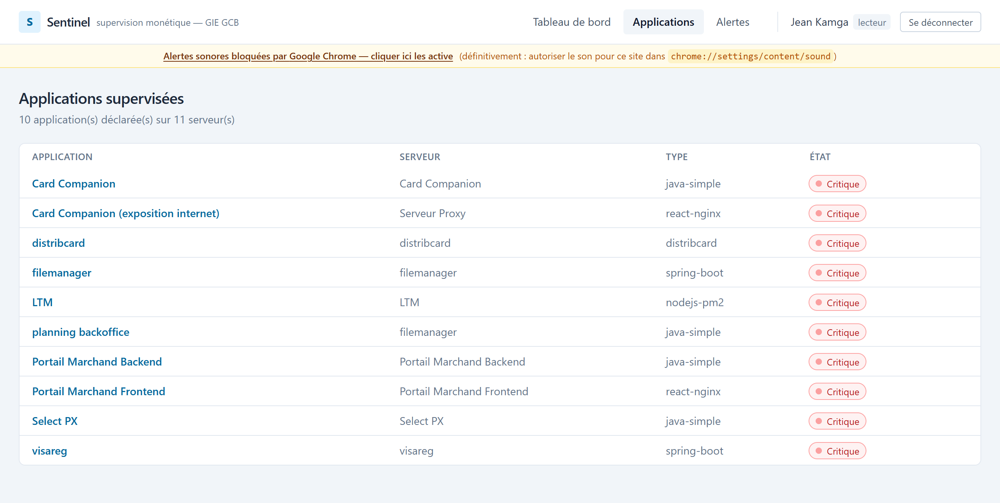 S Sentinel supervision monétique — GIE GCB Tableau de bord Applications Alertes Jean Kamga lecteur Se déconnecter
Alertes sonores bloquées par Google Chrome — cliquer ici les active (définitivement : autoriser le son pour ce site dans chrome://settings/content/sound)
Applications supervisées
10 application(s) déclarée(s) sur 11 serveur(s)
APPLICATION SERVEUR TYPE ÉTAT
Card Companion Card Companion java-simple Critique
Card Companion (exposition internet) Serveur Proxy react-nginx Critique
distribcard distribcard distribcard Critique
filemanager filemanager spring-boot Critique
LTM LTM nodejs-pm2 Critique
planning backoffice filemanager java-simple Critique
Portail Marchand Backend Portail Marchand Backend java-simple Critique
Portail Marchand Frontend Portail Marchand Frontend react-nginx Critique
Select PX Select PX java-simple Critique
visareg visareg spring-boot Critique